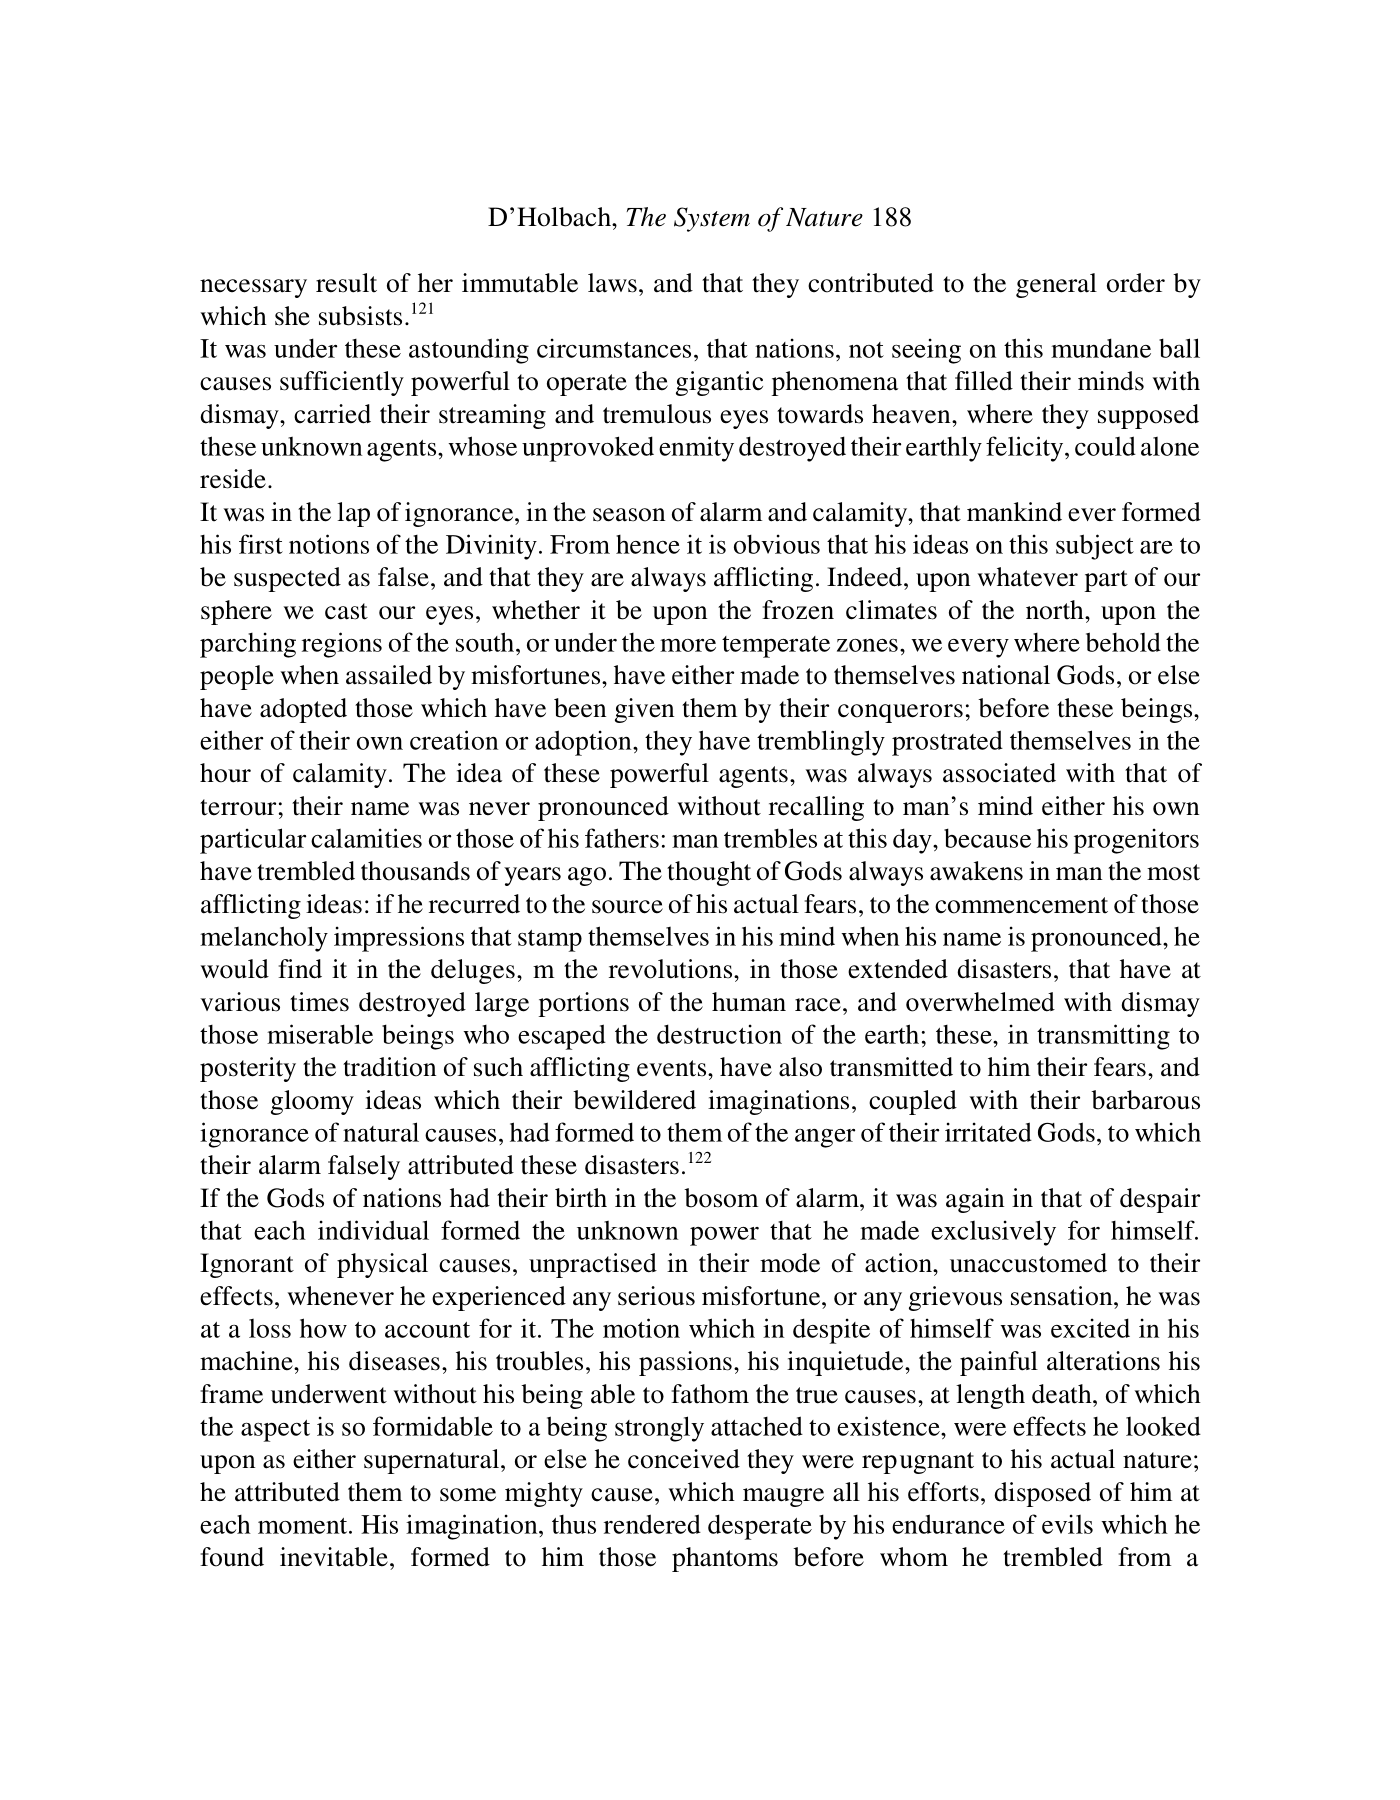 D’Holbach, The System of Nature 188
necessary result of her immutable laws, and that they contributed to the general order by
which she subsists.121
It was under these astounding circumstances, that nations, not seeing on this mundane ball
causes sufficiently powerful to operate the gigantic phenomena that filled their minds with
dismay, carried their streaming and tremulous eyes towards heaven, where they supposed
these unknown agents, whose unprovoked enmity destroyed their earthly felicity, could alone
reside.
It was in the lap of ignorance, in the season of alarm and calamity, that mankind ever formed
his first notions of the Divinity. From hence it is obvious that his ideas on this subject are to
be suspected as false, and that they are always afflicting. Indeed, upon whatever part of our
sphere we cast our eyes, whether it be upon the frozen climates of the north, upon the
parching regions of the south, or under the more temperate zones, we every where behold the
people when assailed by misfortunes, have either made to themselves national Gods, or else
have adopted those which have been given them by their conquerors; before these beings,
either of their own creation or adoption, they have tremblingly prostrated themselves in the
hour of calamity. The idea of these powerful agents, was always associated with that of
terrour; their name was never pronounced without recalling to man’s mind either his own
particular calamities or those of his fathers: man trembles at this day, because his progenitors
have trembled thousands of years ago. The thought of Gods always awakens in man the most
afflicting ideas: if he recurred to the source of his actual fears, to the commencement of those
melancholy impressions that stamp themselves in his mind when his name is pronounced, he
would find it in the deluges, m the revolutions, in those extended disasters, that have at
various times destroyed large portions of the human race, and overwhelmed with dismay
those miserable beings who escaped the destruction of the earth; these, in transmitting to
posterity the tradition of such afflicting events, have also transmitted to him their fears, and
those gloomy ideas which their bewildered imaginations, coupled with their barbarous
ignorance of natural causes, had formed to them of the anger of their irritated Gods, to which
their alarm falsely attributed these disasters.122
If the Gods of nations had their birth in the bosom of alarm, it was again in that of despair
that each individual formed the unknown power that he made exclusively for himself.
Ignorant of physical causes, unpractised in their mode of action, unaccustomed to their
effects, whenever he experienced any serious misfortune, or any grievous sensation, he was
at a loss how to account for it. The motion which in despite of himself was excited in his
machine, his diseases, his troubles, his passions, his inquietude, the painful alterations his
frame underwent without his being able to fathom the true causes, at length death, of which
the aspect is so formidable to a being strongly attached to existence, were effects he looked
upon as either supernatural, or else he conceived they were repugnant to his actual nature;
he attributed them to some mighty cause, which maugre all his efforts, disposed of him at
each moment. His imagination, thus rendered desperate by his endurance of evils which he
found inevitable, formed to him those phantoms before whom he trembled from a